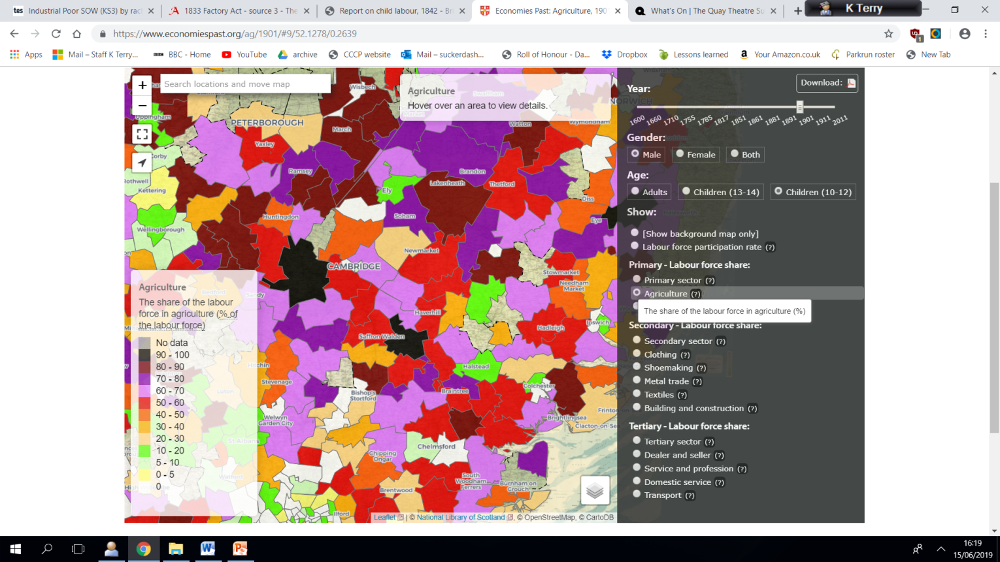 Industrial Poor SOW (KS3) by rac
1833 Factory Act - source 3 - The
Report on child labour, 1842 - Bri
Economies Past: Agriculture, 190
What's On | The Quay Theatre Su
K Terry
https://www.economiespast.org/ag/1901/#9/52.1278/0.2639
Apps
Mail – Staff K Terry...
BBC - Home
YouTube
archive
CCCP website
Mail – suckerdash...
Roll of Honour - Da...
Dropbox
Lessons learned
Your Amazon.co.uk
Parkrun roster
New Tab
+
−
Search locations and move map
Agriculture
Hover over an area to view details.
Wisbech
Swaffham
NORWICH
Uppingham
PETERBOROUGH
March
Watton
Wymondham
Yaxley
Corby
Ramsey
Brandon
Rothwell
Kettering
Ely
Lakenheath
Thetford
Diss
Huntingdon
Soham
Eye
Wellingborough
Newmarket
CAMBRIDGE
Stowmarket
Needham
Market
Sandy
Haverhill
Ipswich
Hadleigh
Saffron Walden
Hitchin
Halstead
Stevenage
Colchester
Luton
Bishop's
Stortford
Braintree
Welwyn
Garden City
Brightlingsea
Frinton
Clacton-on-Sea
St Albans
Chelmsford
Chipping
Ongar
Watford
South
Woodham
Ferrers
Burnham on
Crouch
Brentwood
Ilford
Agriculture
The share of the labour
force in agriculture (% of
the labour force)
No data
90 - 100
80 - 90
70 - 80
60 - 70
50 - 60
40 - 50
30 - 40
20 - 30
10 - 20
5 - 10
0 - 5
0
Leaflet | © National Library of Scotland, © OpenStreetMap, © CartoDB
Download:
Year:
1600 1660 1710 1755 1785 1817 1851 1861 1881 1891 1901 1911 2011
Gender:
Male Female Both
Age:
Adults Children (13-14) Children (10-12)
Show:
[Show background map only]
Labour force participation rate (?)
Primary - Labour force share:
Primary sector (?)
Agriculture (?)
The share of the labour force in agriculture (%)
Secondary - Labour force share:
Secondary sector (?)
Clothing (?)
Shoemaking (?)
Metal trade (?)
Textiles (?)
Building and construction (?)
Tertiary - Labour force share:
Tertiary sector (?)
Dealer and seller (?)
Service and profession (?)
Domestic service (?)
Transport (?)
16:19
15/06/2019